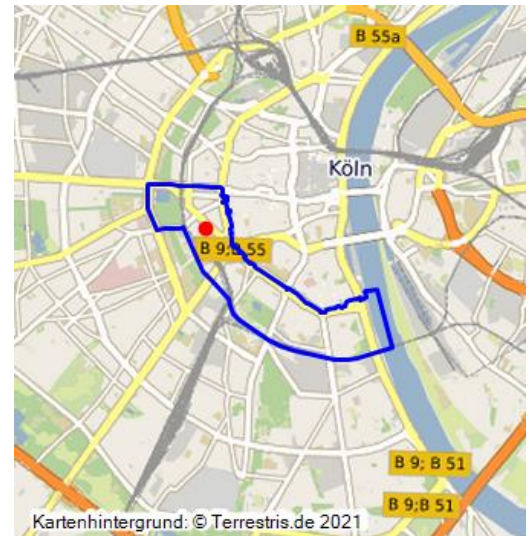 B 55a
Köln
B 9;B 55
B 9; B 51
B 9;B 51
Kartenhintergrund: © Terrestris.de 2021